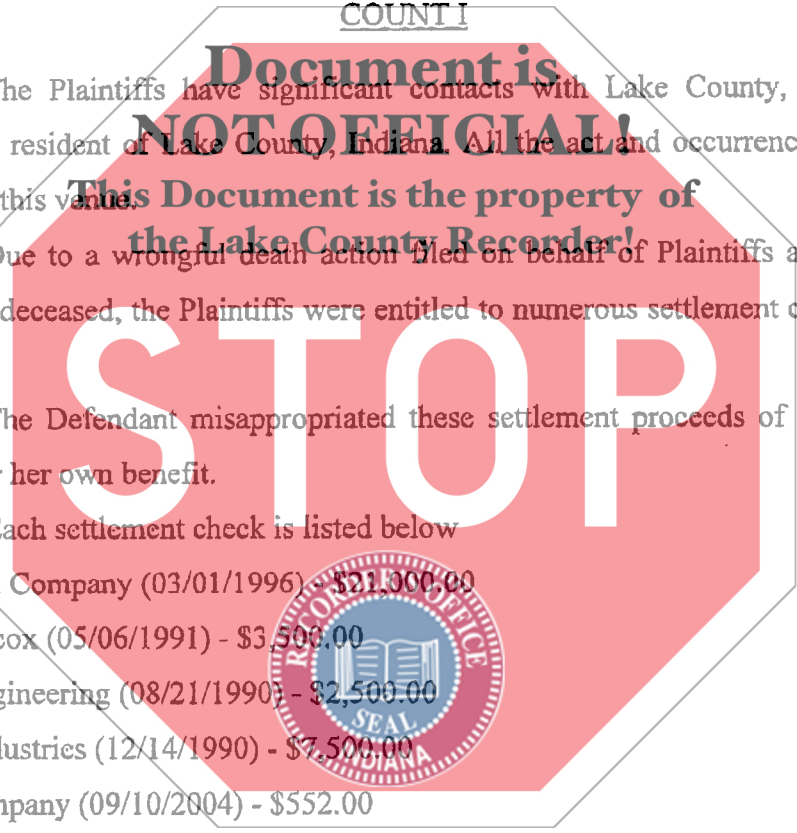 COUNT I
Document is
The Plaintiffs have significant contacts with Lake County,
NOT OFFICIAL!
resident of Lake County, Indiana. All the act and occurrenc
This Document is the property of
this venue.
the Lake County Recorder!
Due to a wrongful death action filed on behalf of Plaintiffs a
deceased, the Plaintiffs were entitled to numerous settlement c
STOP
The Defendant misappropriated these settlement proceeds of
her own benefit.
Each settlement check is listed below
Company (03/01/1996) - $21,000.00
cox (05/06/1991) - $3,500.00
gineering (08/21/1990) - $2,500.00
dustries (12/14/1990) - $7,500.00
mpany (09/10/2004) - $552.00
RECORDER'S OFFICE
SEAL
INDIANA